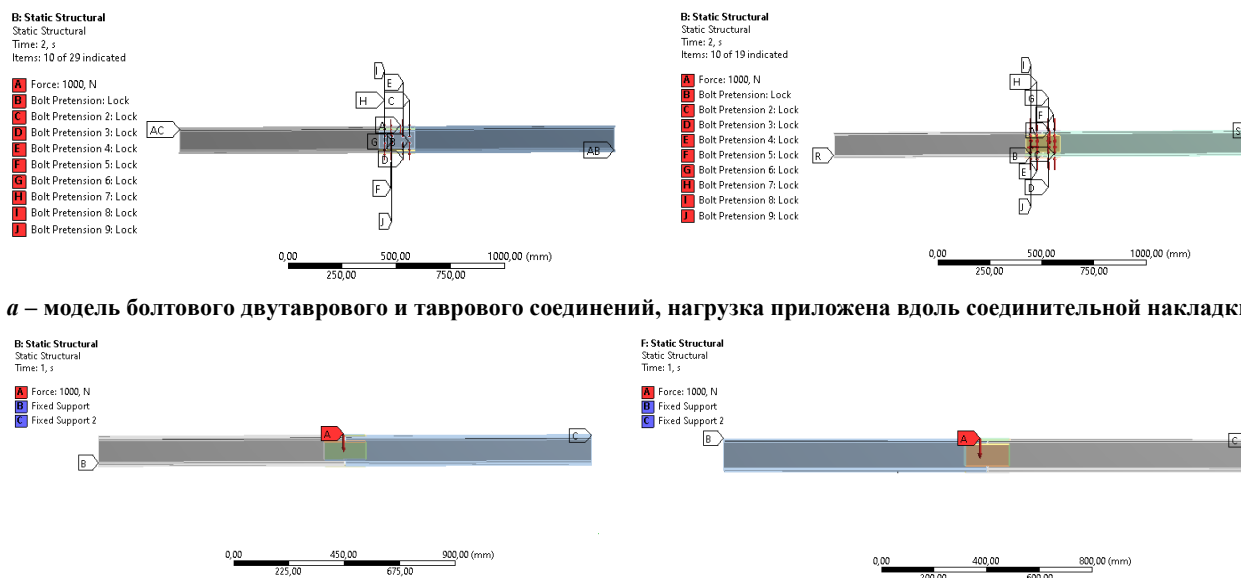 B: Static Structural
Static Structural
Time: 2, s
Items: 10 of 29 indicated
A Force: 1000, N
B Bolt Pretension: Lock
C Bolt Pretension 2: Lock
D Bolt Pretension 3: Lock
E Bolt Pretension 4: Lock
F Bolt Pretension 5: Lock
G Bolt Pretension 6: Lock
H Bolt Pretension 7: Lock
I Bolt Pretension 8: Lock
J Bolt Pretension 9: Lock
I
E
H C
AC
A
G B
D
AB
F
J
0,00 500,00 1000,00 (mm)
250,00 750,00
B: Static Structural
Static Structural
Time: 2, s
Items: 10 of 19 indicated
A Force: 1000, N
B Bolt Pretension: Lock
C Bolt Pretension 2: Lock
D Bolt Pretension 3: Lock
E Bolt Pretension 4: Lock
F Bolt Pretension 5: Lock
G Bolt Pretension 6: Lock
H Bolt Pretension 7: Lock
I Bolt Pretension 8: Lock
J Bolt Pretension 9: Lock
I
H
G
F
A
S
R
B
E
D
J
0,00 500,00 1000,00 (mm)
250,00 750,00
а – модель болтового двутаврового и таврового соединений, нагрузка приложена вдоль соединительной накладки
B: Static Structural
Static Structural
Time: 1, s
A Force: 1000, N
B Fixed Support
C Fixed Support 2
A
C
B
0,00 450,00 900,00 (mm)
225,00 675,00
F: Static Structural
Static Structural
Time: 1, s
A Force: 1000, N
B Fixed Support
C Fixed Support 2
B
A
C
0,00 400,00 800,00 (mm)
200,00 600,00